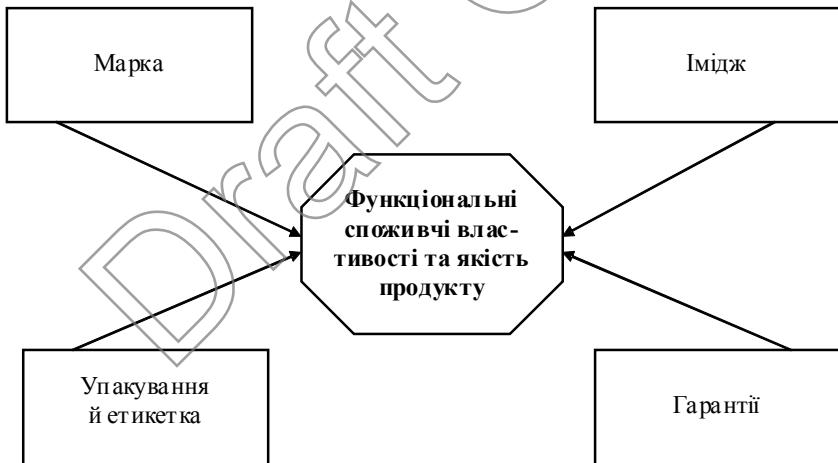 Марка
Імідж
Функціональні
споживчі влас-
тивості та якість
продукту
Упакування
й етикетка
Гарантії
Draft